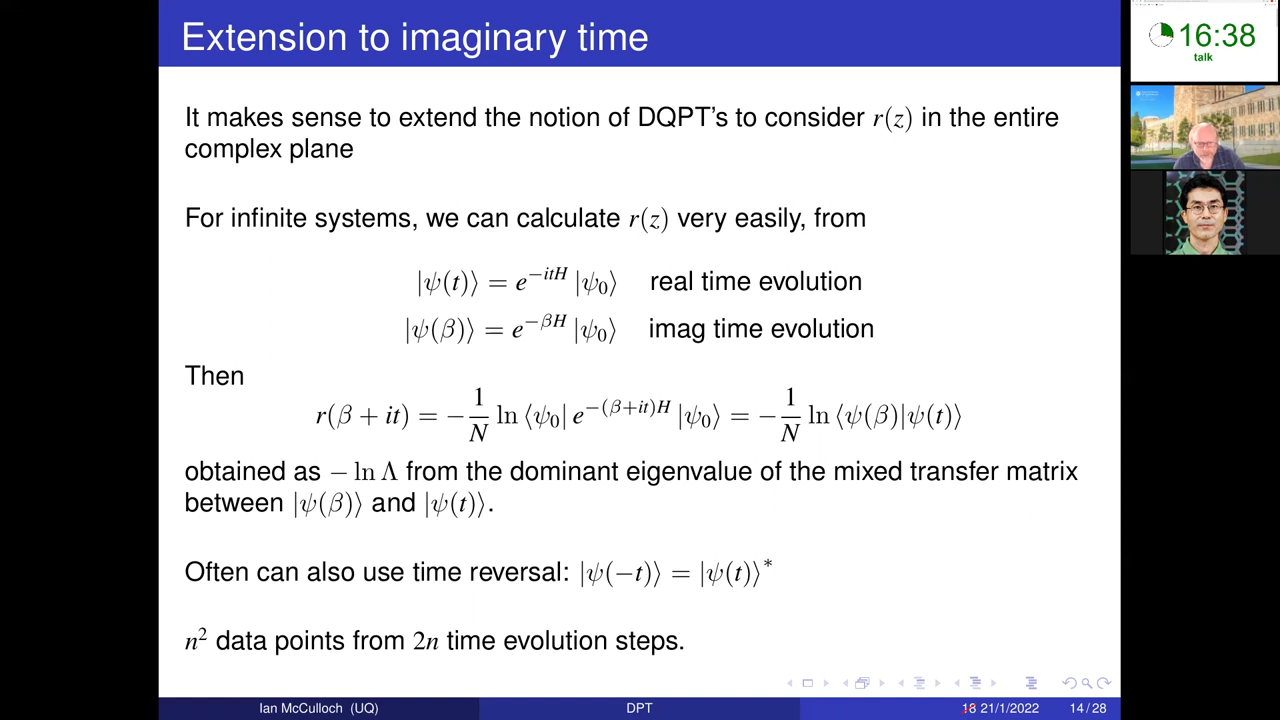 Extension to imaginary time
16:38
talk
It makes sense to extend the notion of DQPT's to consider r(z) in the entire
complex plane
For infinite systems, we can calculate r(z) very easily, from
|ψ(t)⟩ = e^{−itH} |ψ₀⟩ real time evolution
|ψ(β)⟩ = e^{−βH} |ψ₀⟩ imag time evolution
Then
r(β + it) = −1/N ln ⟨ψ₀| e^{−(β+it)H} |ψ₀⟩ = −1/N ln ⟨ψ(β)|ψ(t)⟩
obtained as − ln Λ from the dominant eigenvalue of the mixed transfer matrix
between |ψ(β)⟩ and |ψ(t)⟩.
Often can also use time reversal: |ψ(−t)⟩ = |ψ(t)⟩*
n² data points from 2n time evolution steps.
Ian McCulloch (UQ) DPT 18 21/1/2022 14 / 28